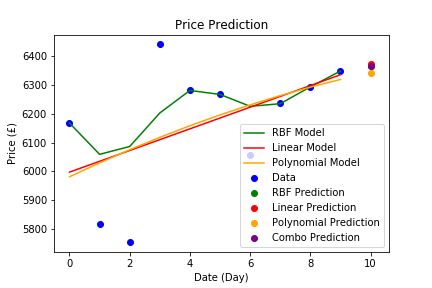 Price Prediction
6400
6300
6200
6100
6000
5900
5800
Price (£)
RBF Model
Linear Model
Polynomial Model
Data
RBF Prediction
Linear Prediction
Polynomial Prediction
Combo Prediction
0 2 4 6 8 10
Date (Day)